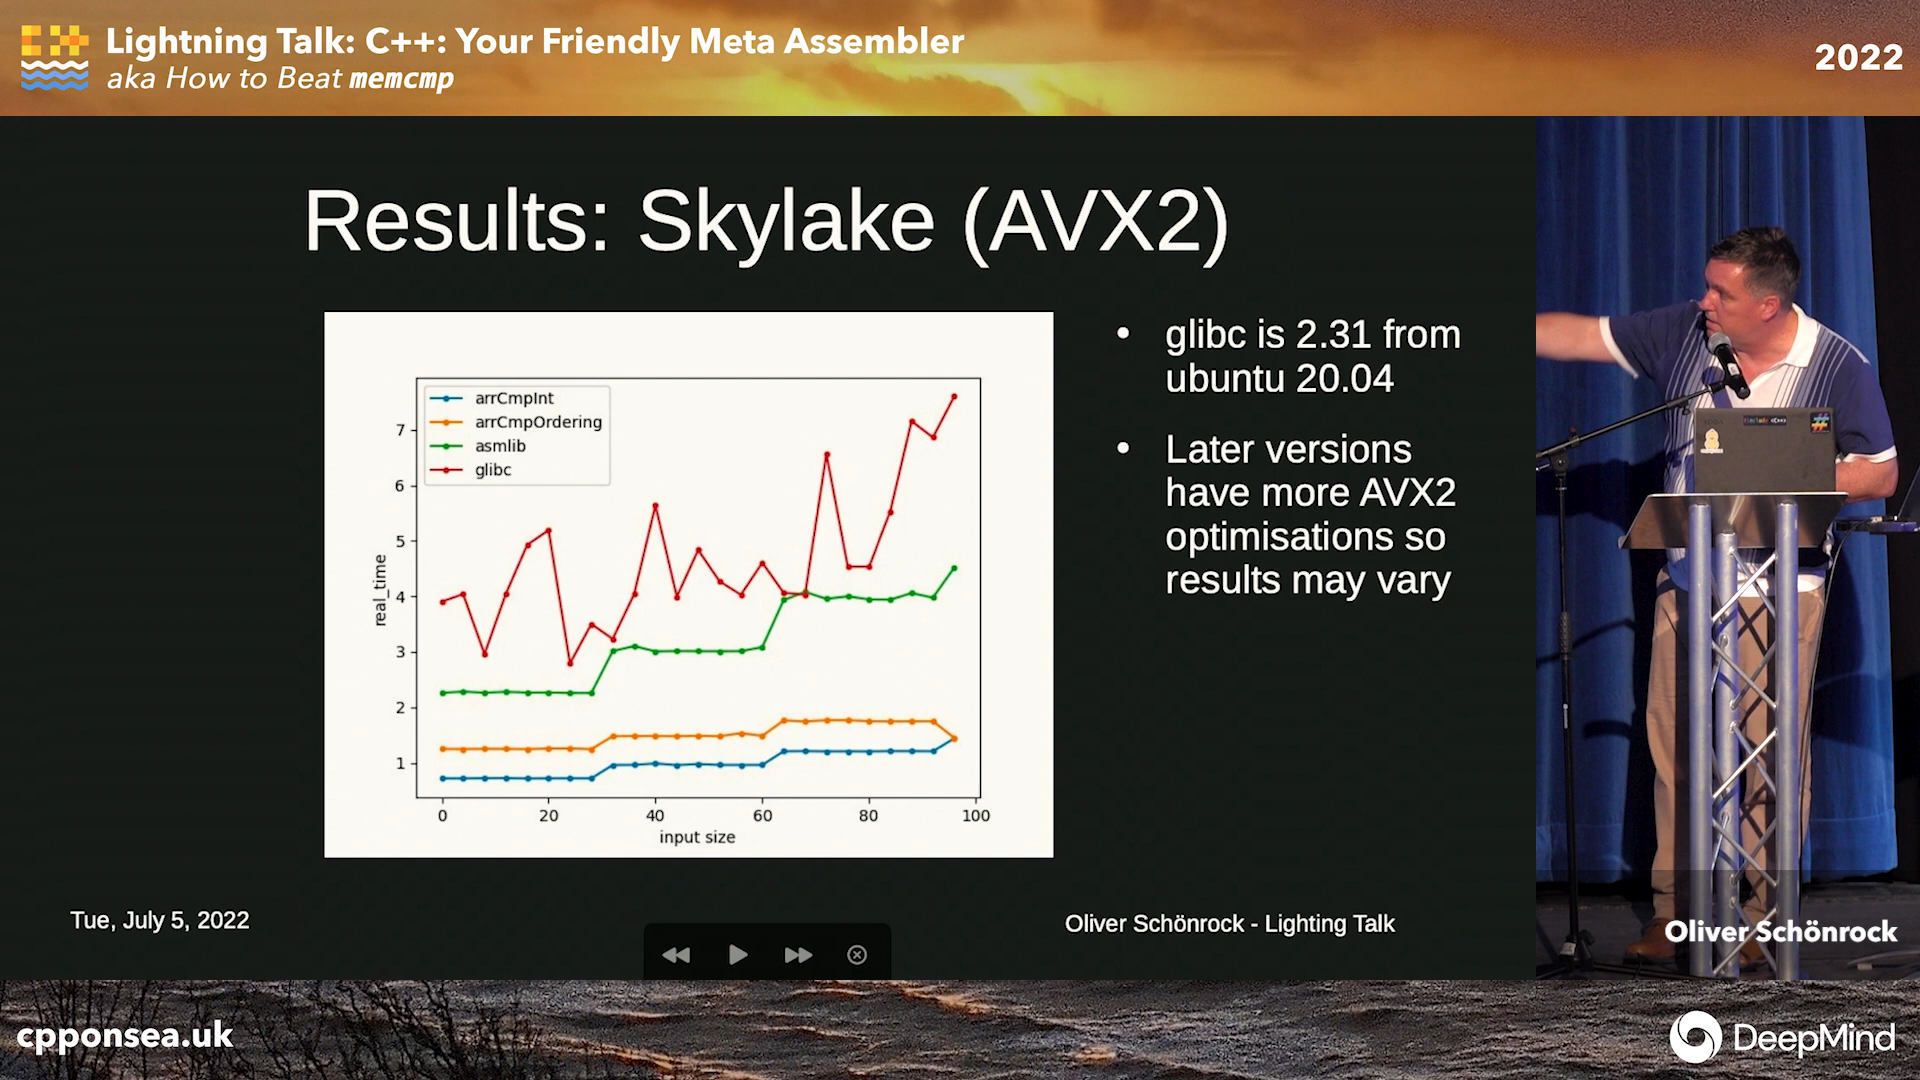 Lightning Talk: C++: Your Friendly Meta Assembler
aka How to Beat memcmp
2022
Results: Skylake (AVX2)
arrCmpInt
arrCmpOrdering
asmlib
glibc
7
6
5
4
3
2
1
real_time
0 20 40 60 80 100
input size
• glibc is 2.31 from
ubuntu 20.04
• Later versions
have more AVX2
optimisations so
results may vary
Tue, July 5, 2022
Oliver Schönrock - Lighting Talk
Oliver Schönrock
cpponsea.uk
DeepMind